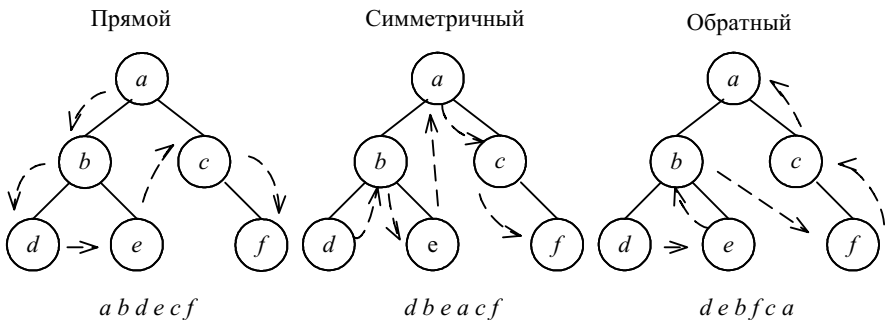 Прямой Симметричный Обратный
a a a
b c b c b c
d e f d e f d e f
a b d e c f d b e a c f d e b f c a